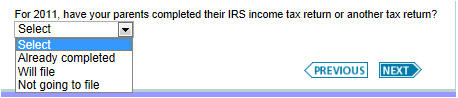 For 2011, have your parents completed their IRS income tax return or another tax return?
Select
Select
Already completed
Will file
Not going to file
PREVIOUS NEXT